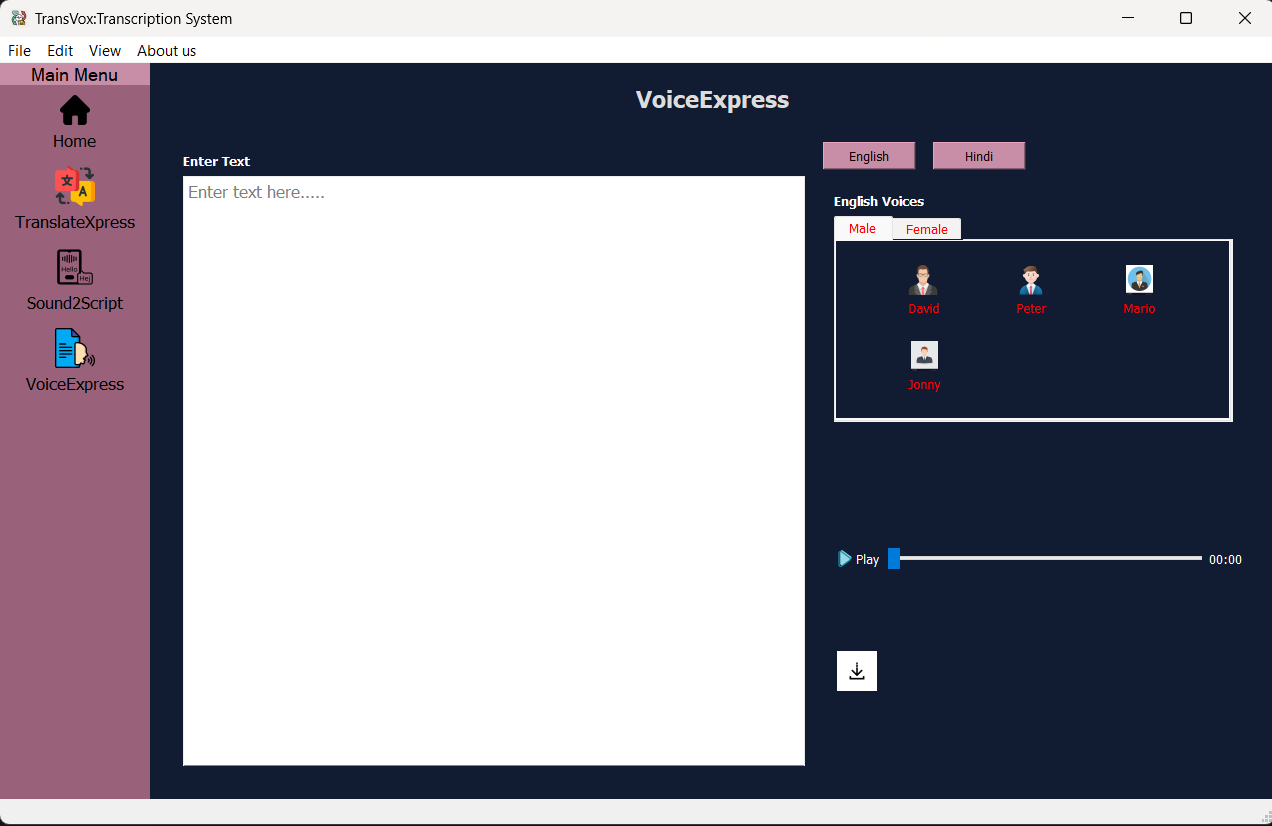 TransVox:Transcription System
File Edit View About us
Main Menu
Home
TranslateXpress
Sound2Script
VoiceExpress
VoiceExpress
Enter Text
Enter text here.....
English Hindi
English Voices
Male Female
David Peter Mario
Jonny
Play 00:00
文 A
Hello
Hej